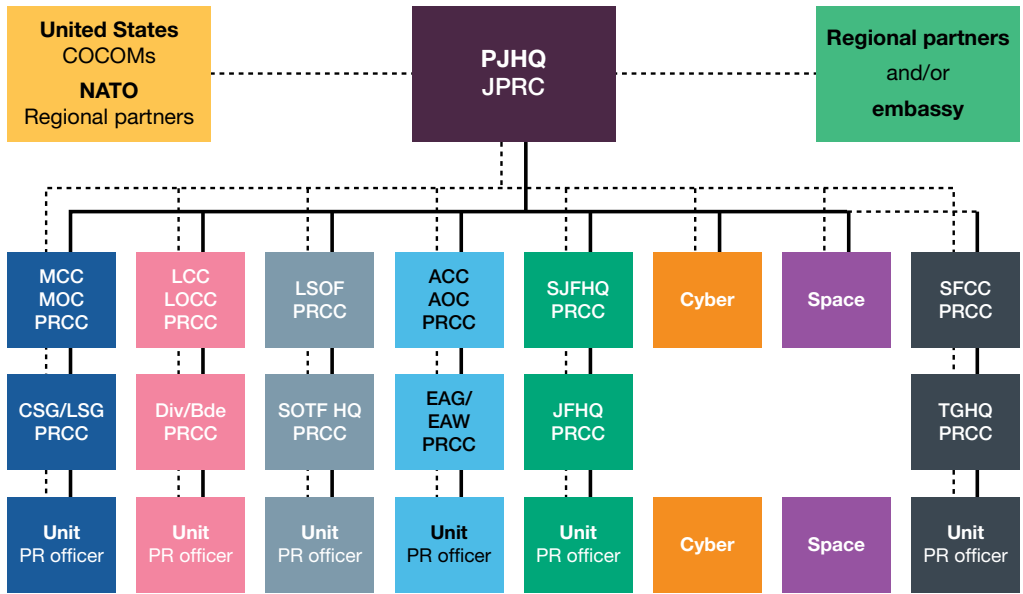 United States
COCOMs
NATO
Regional partners
PJHQ
JPRC
Regional partners
and/or
embassy
MCC
MOC
PRCC
LCC
LOCC
PRCC
LSOF
PRCC
ACC
AOC
PRCC
SJFHQ
PRCC
Cyber
Space
SFCC
PRCC
CSG/LSG
PRCC
Div/Bde
PRCC
SOTF HQ
PRCC
EAG/
EAW
PRCC
JFHQ
PRCC
TGHQ
PRCC
Unit
PR officer
Unit
PR officer
Unit
PR officer
Unit
PR officer
Unit
PR officer
Cyber
Space
Unit
PR officer